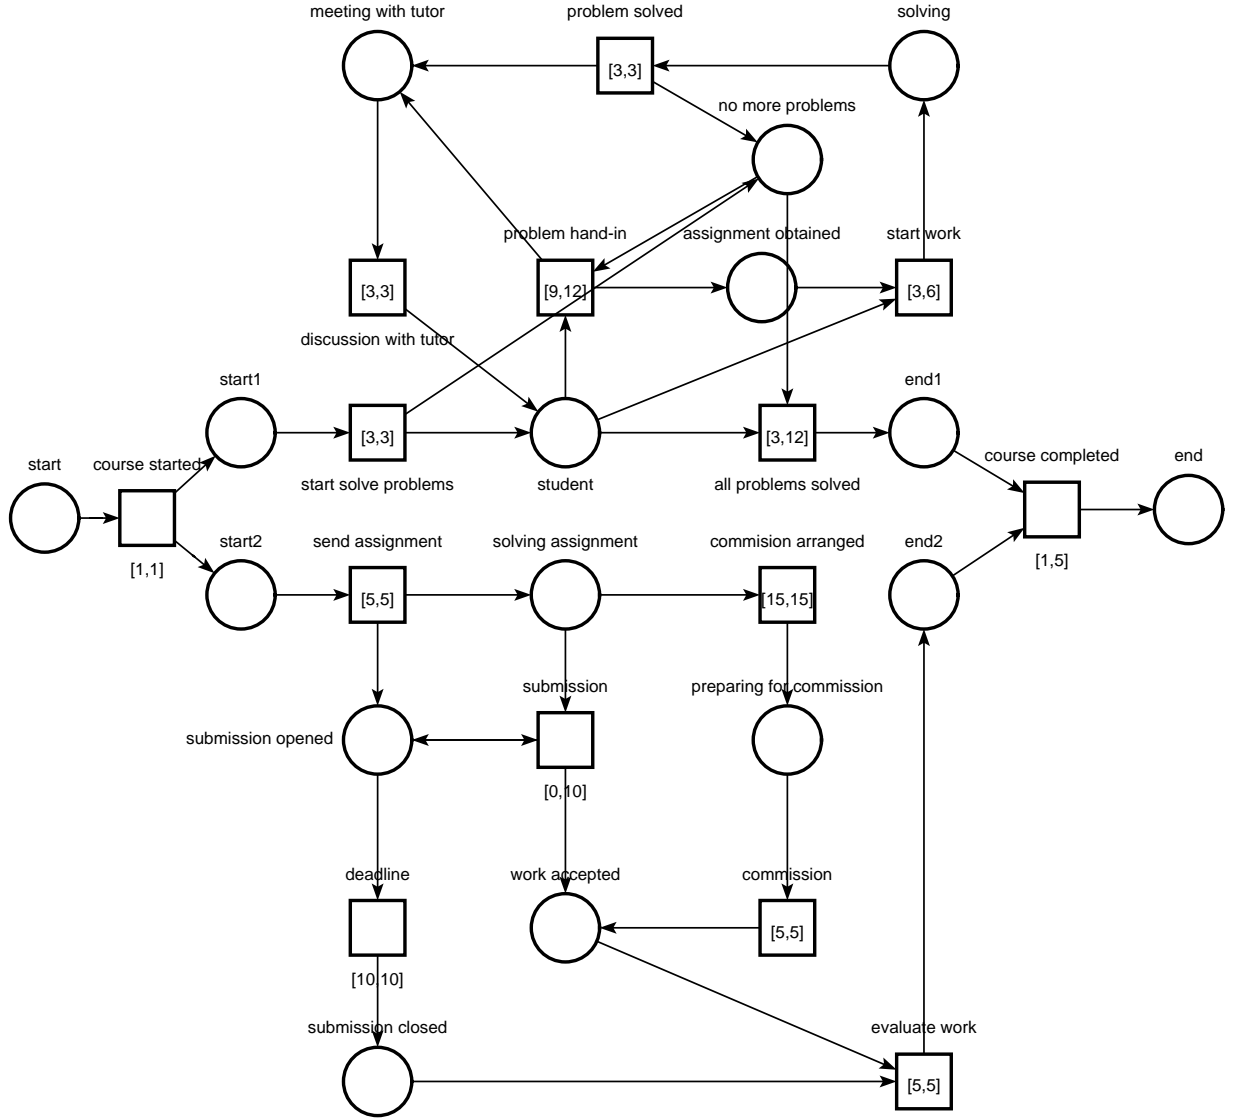 meeting with tutor
problem solved
solving
[3,3]
no more problems
problem hand-in
assignment obtained
start work
[3,3]
[9,12]
[3,6]
discussion with tutor
start1
end1
[3,3]
[3,12]
start
course started
course completed
end
start solve problems
student
all problems solved
start2
send assignment
solving assignment
commision arranged
end2
[1,1]
[1,5]
[5,5]
[15,15]
submission
preparing for commission
submission opened
[0,10]
deadline
work accepted
commission
[5,5]
[10,10]
submission closed
evaluate work
[5,5]